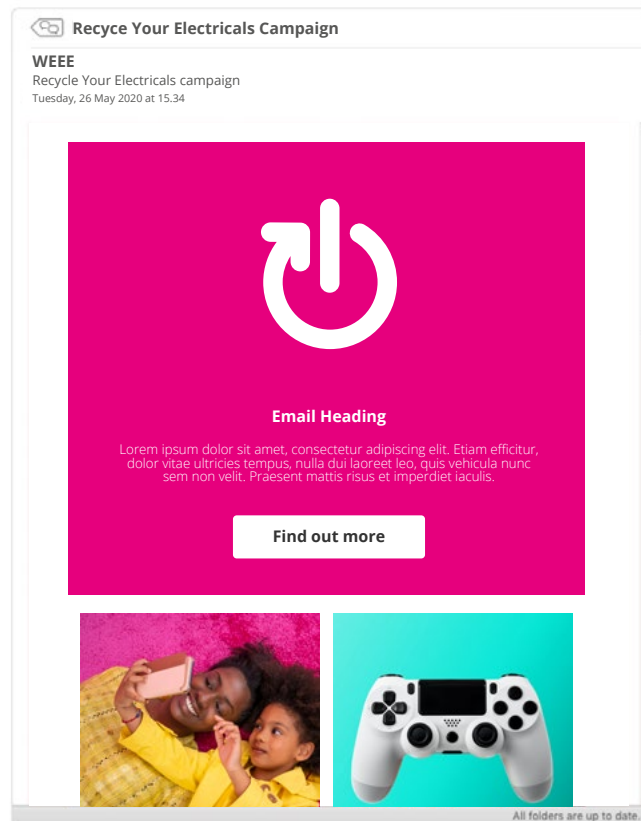 Recyce Your Electricals Campaign
WEEE
Recycle Your Electricals campaign
Tuesday, 26 May 2020 at 15.34
Email Heading
Lorem ipsum dolor sit amet, consectetur adipiscing elit. Etiam efficitur,
dolor vitae ultricies tempus, nulla dui laoreet leo, quis vehicula nunc
sem non velit. Praesent mattis risus et imperdiet iaculis.
Find out more
All folders are up to date.